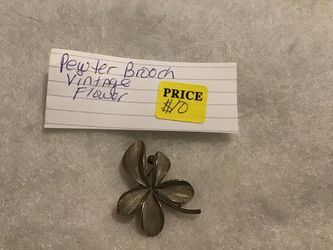 Pewter Brooch
Vintage
Flower
PRICE
$10